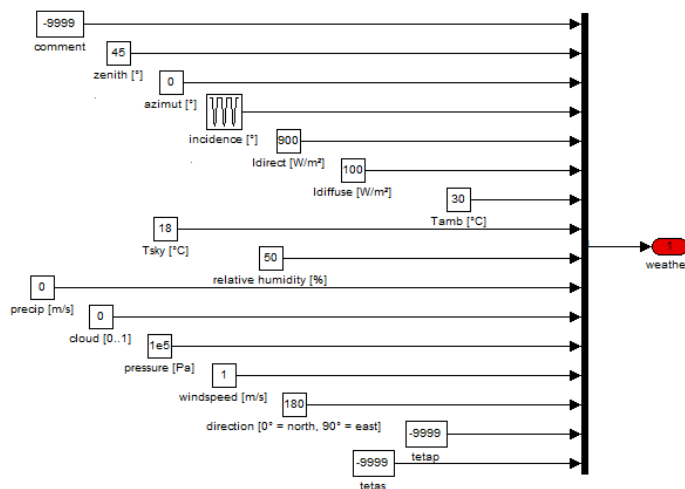 -9999
comment
45
zenith [°]
0
azimut [°]
incidence [°]
900
Idirect [W/m²]
100
Idiffuse [W/m²]
30
Tamb [°C]
18
Tsky [°C]
50
relative humidity [%]
1
weathe
0
precip [m/s]
0
cloud [0..1]
1e5
pressure [Pa]
1
windspeed [m/s]
180
direction [0° = north, 90° = east]
-9999
tetap
-9999
tetas